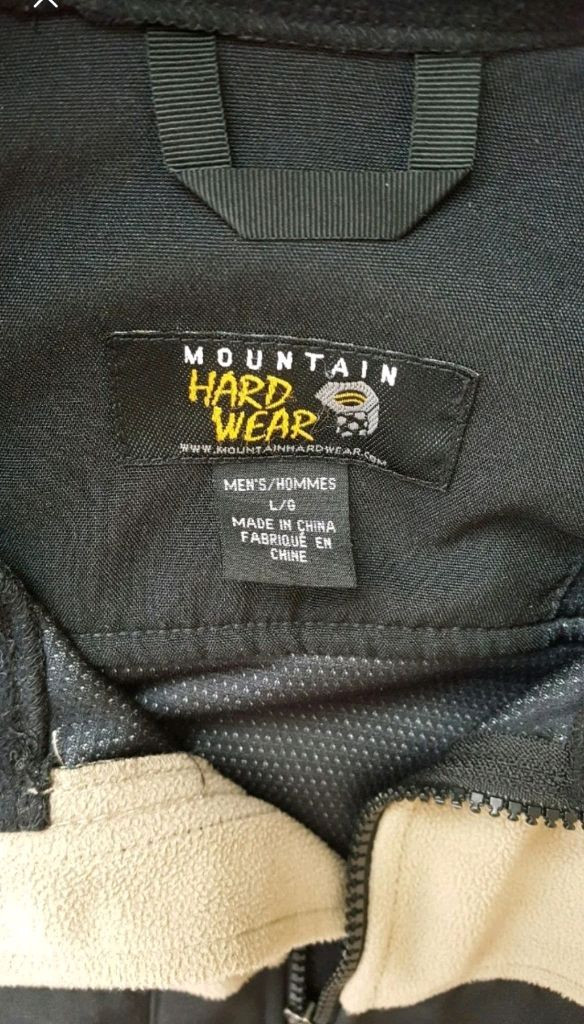 MOUNTAIN
HARD
WEAR
WWW.MOUNTAINHARDWEAR.COM
MEN'S/HOMMES
L/G
MADE IN CHINA
FABRIQUÉ EN
CHINE